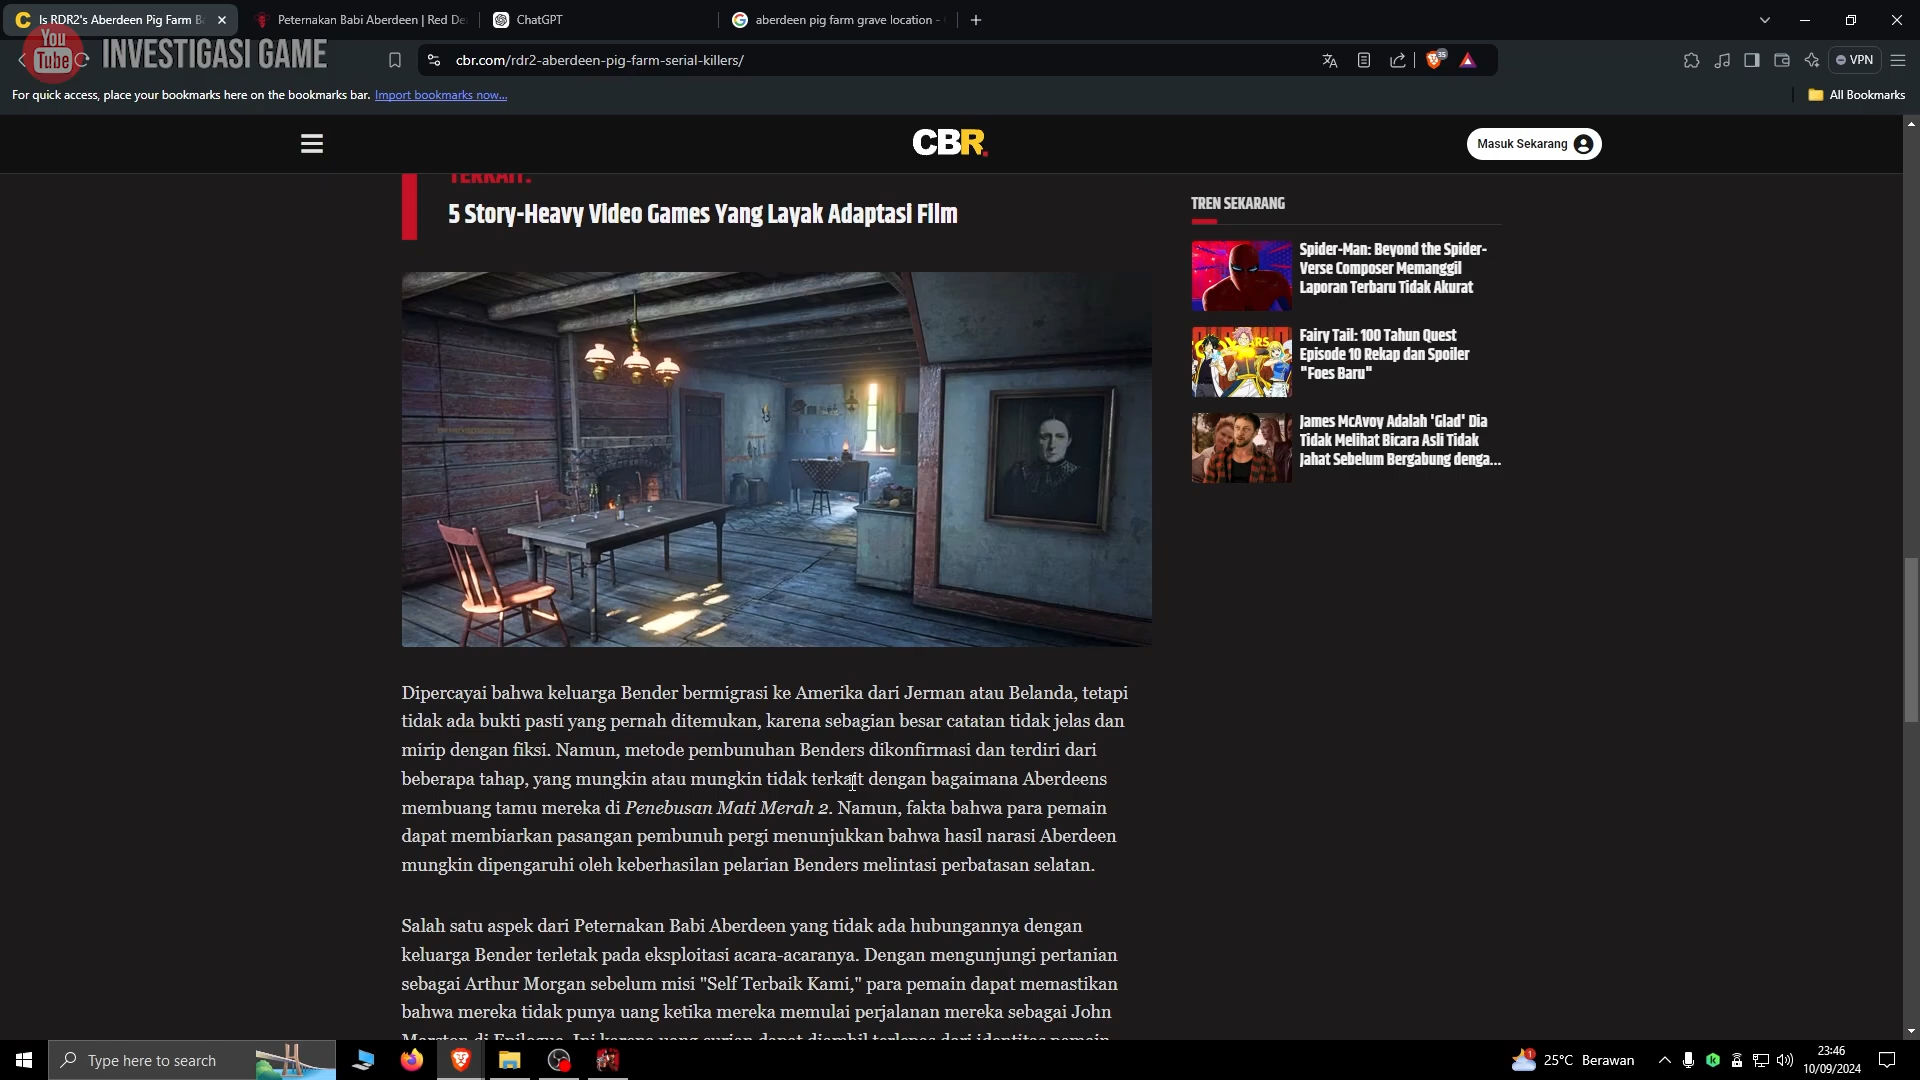 Is RDR2's Aberdeen Pig Farm B
Peternakan Babi Aberdeen | Red De
ChatGPT
aberdeen pig farm grave location -
You
Tube
INVESTIGASI GAME
cbr.com/rdr2-aberdeen-pig-farm-serial-killers/
35
VPN
For quick access, place your bookmarks here on the bookmarks bar. Import bookmarks now...
All Bookmarks
CBR.
Masuk Sekarang
TERKAIT:
5 Story-Heavy Video Games Yang Layak Adaptasi Film
TREN SEKARANG
Spider-Man: Beyond the Spider-
Verse Composer Memanggil
Laporan Terbaru Tidak Akurat
Fairy Tail: 100 Tahun Quest
Episode 10 Rekap dan Spoiler
"Foes Baru"
James McAvoy Adalah 'Glad' Dia
Tidak Melihat Bicara Asli Tidak
Jahat Sebelum Bergabung denga...
Dipercayai bahwa keluarga Bender bermigrasi ke Amerika dari Jerman atau Belanda, tetapi
tidak ada bukti pasti yang pernah ditemukan, karena sebagian besar catatan tidak jelas dan
mirip dengan fiksi. Namun, metode pembunuhan Benders dikonfirmasi dan terdiri dari
beberapa tahap, yang mungkin atau mungkin tidak terkait dengan bagaimana Aberdeens
membuang tamu mereka di Penebusan Mati Merah 2. Namun, fakta bahwa para pemain
dapat membiarkan pasangan pembunuh pergi menunjukkan bahwa hasil narasi Aberdeen
mungkin dipengaruhi oleh keberhasilan pelarian Benders melintasi perbatasan selatan.
Salah satu aspek dari Peternakan Babi Aberdeen yang tidak ada hubungannya dengan
keluarga Bender terletak pada eksploitasi acara-acaranya. Dengan mengunjungi pertanian
sebagai Arthur Morgan sebelum misi "Self Terbaik Kami," para pemain dapat memastikan
bahwa mereka tidak punya uang ketika mereka memulai perjalanan mereka sebagai John
Type here to search
1
25°C Berawan
23:46
10/09/2024